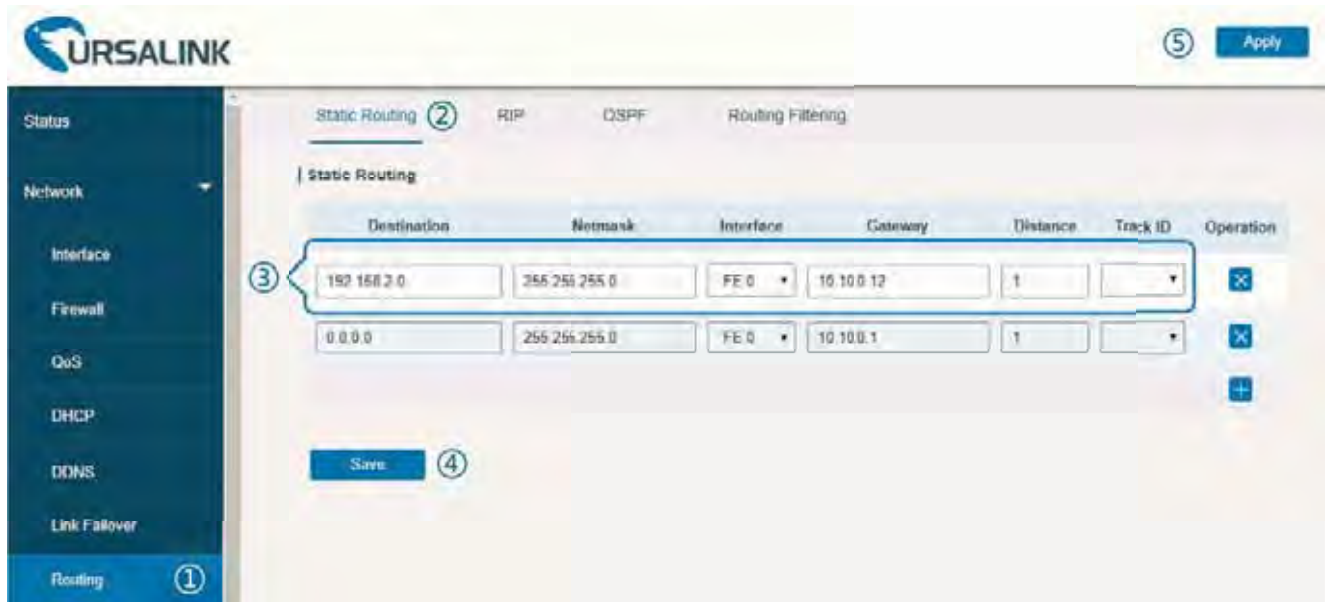 URSALINK
⑤ Apply
Status
Network
Interface
Firewall
QoS
DHCP
DDNS
Link Failover
Routing ①
Static Routing ② RIP OSPF Routing Filtering
Static Routing
Destination Netmask Interface Gateway Distance Track ID Operation
③ 192.168.2.0 255.255.255.0 FE 0 10.10.0.12 1
0.0.0.0 255.255.255.0 FE 0 10.10.0.1 1
Save ④